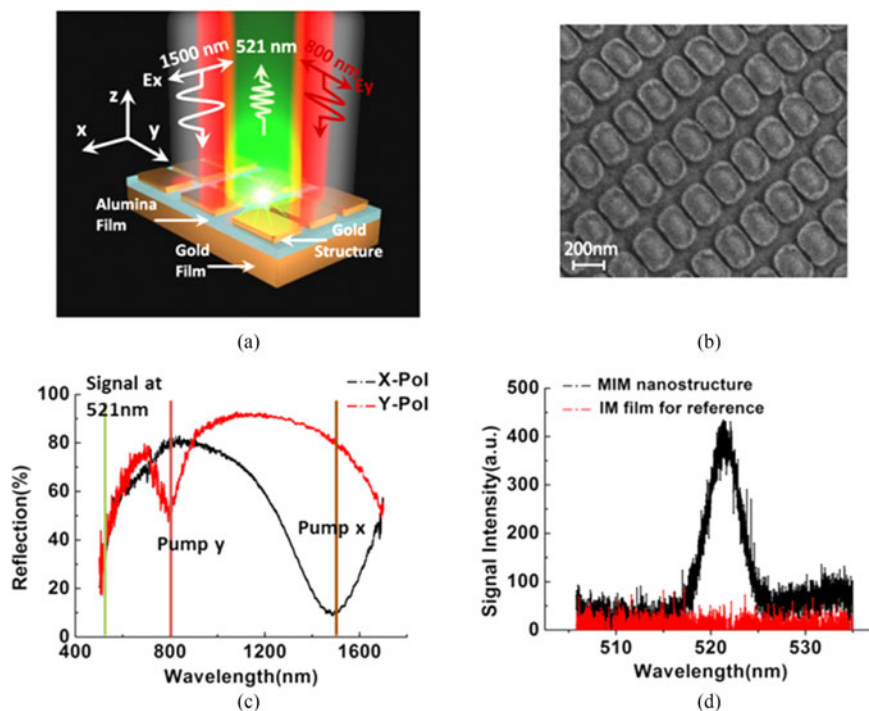 1500 nm
521 nm
800 nm
Ex
Ey
z
x
y
Alumina
Film
Gold
Film
Gold
Structure
(a)
200nm
(b)
Signal at
521nm
X-Pol
Y-Pol
100
80
60
40
20
0
Reflection(%)
Pump y
Pump x
400
800
1200
1600
Wavelength(nm)
(c)
MIM nanostructure
IM film for reference
500
400
300
200
100
0
Signal Intensity(a.u.)
510
520
530
Wavelength(nm)
(d)